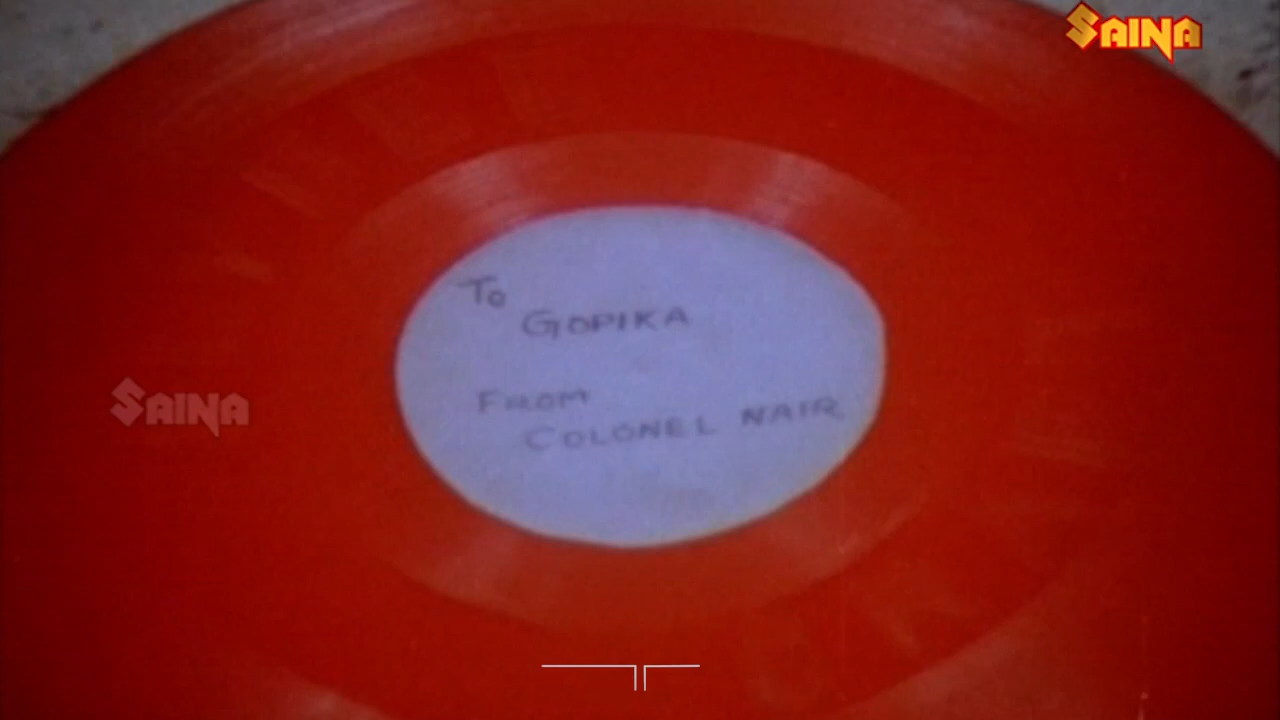 SAINA
TO
GOPIKA
SAINA
FROM
COLONEL NAIR